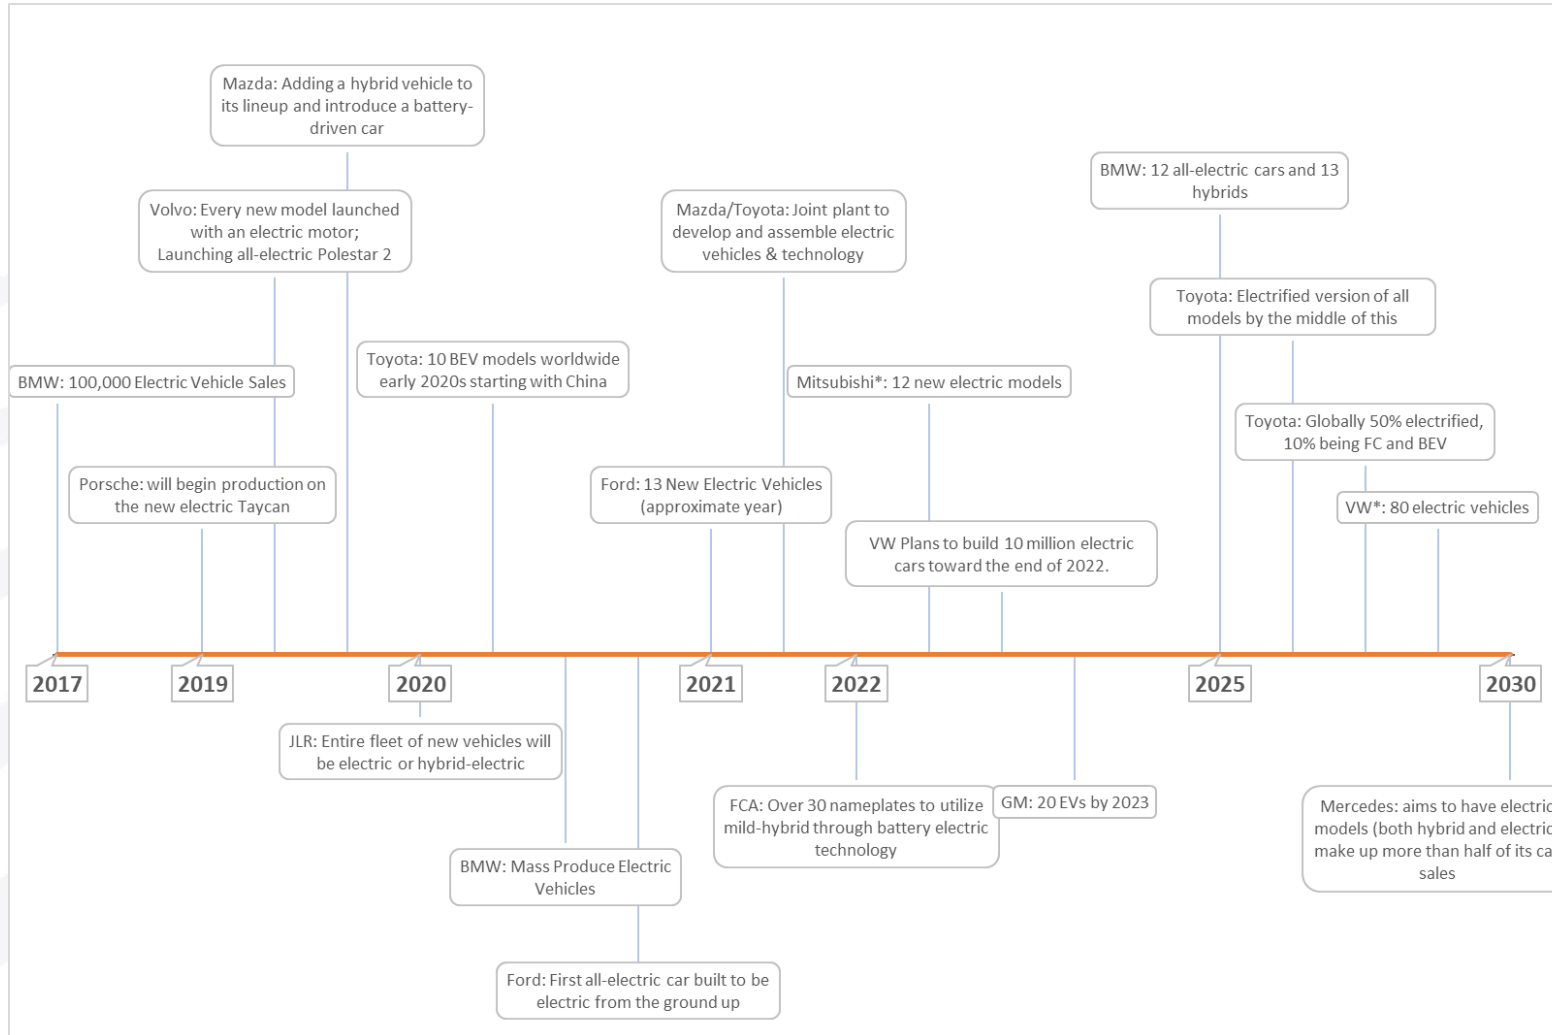 Mazda: Adding a hybrid vehicle to
its lineup and introduce a battery-
driven car
Volvo: Every new model launched
with an electric motor;
Launching all-electric Polestar 2
Mazda/Toyota: Joint plant to
develop and assemble electric
vehicles & technology
BMW: 12 all-electric cars and 13
hybrids
Toyota: Electrified version of all
models by the middle of this
BMW: 100,000 Electric Vehicle Sales
Toyota: 10 BEV models worldwide
early 2020s starting with China
Mitsubishi*: 12 new electric models
Toyota: Globally 50% electrified,
10% being FC and BEV
Porsche: will begin production on
the new electric Taycan
Ford: 13 New Electric Vehicles
(approximate year)
VW*: 80 electric vehicles
VW Plans to build 10 million electric
cars toward the end of 2022.
2017
2019
2020
2021
2022
2025
2030
JLR: Entire fleet of new vehicles will
be electric or hybrid-electric
FCA: Over 30 nameplates to utilize
mild-hybrid through battery electric
technology
GM: 20 EVs by 2023
Mercedes: aims to have electric
models (both hybrid and electric
make up more than half of its ca
sales
BMW: Mass Produce Electric
Vehicles
Ford: First all-electric car built to be
electric from the ground up